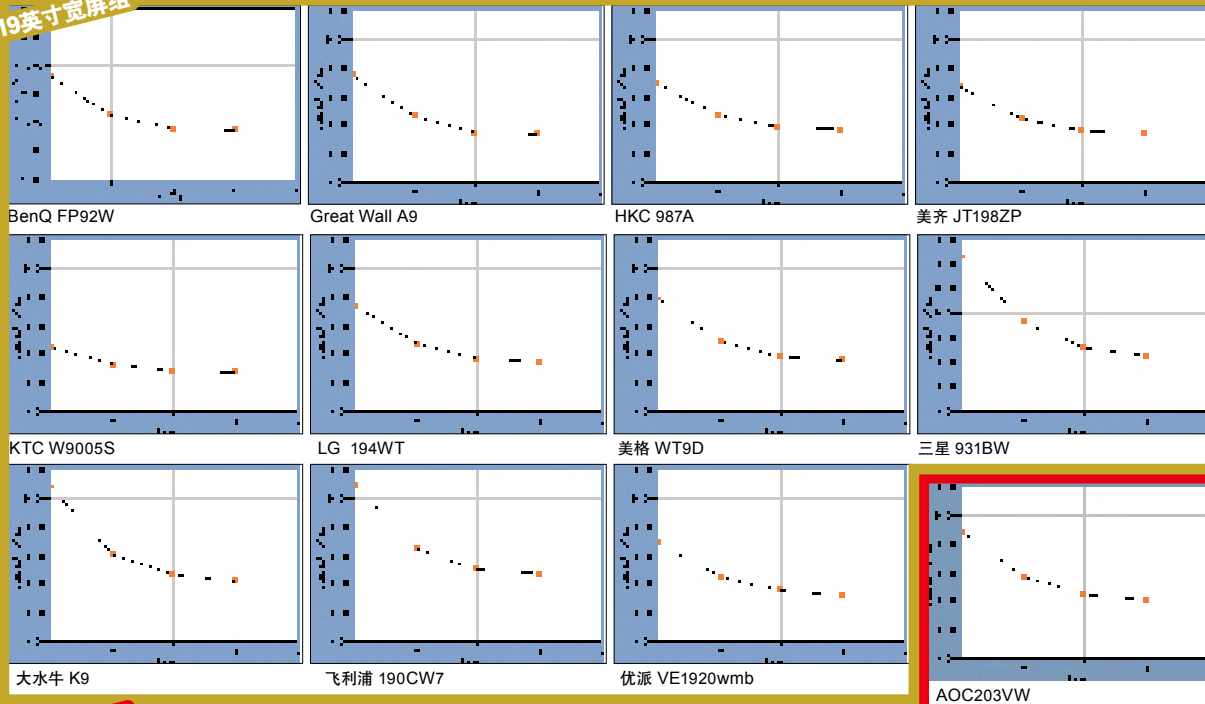 19英寸宽屏组
BenQ FP92W
Great Wall A9
HKC 987A
美齐 JT198ZP
KTC W9005S
LG 194WT
美格 WT9D
三星 931BW
大水牛 K9
飞利浦 190CW7
优派 VE1920wmb
AOC203VW